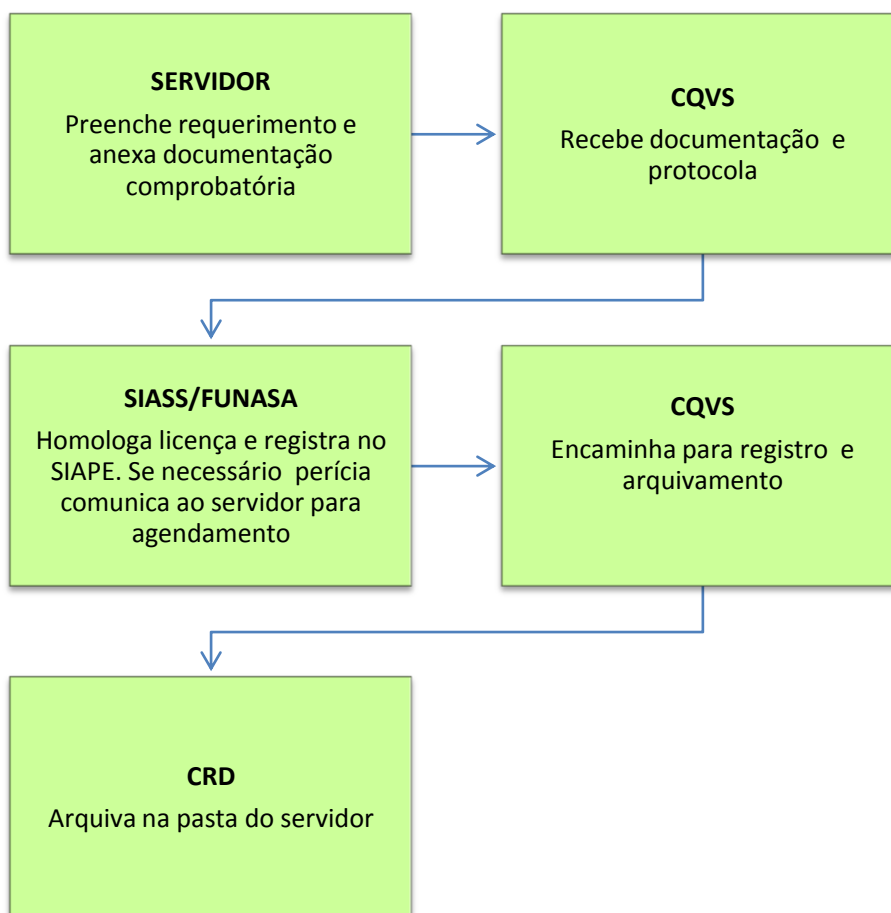 SERVIDOR
Preenche requerimento e
anexa documentação
comprobatória
CQVS
Recebe documentação e
protocola
SIASS/FUNASA
Homologa licença e registra no
SIAPE. Se necessário perícia
comunica ao servidor para
agendamento
CQVS
Encaminha para registro e
arquivamento
CRD
Arquiva na pasta do servidor